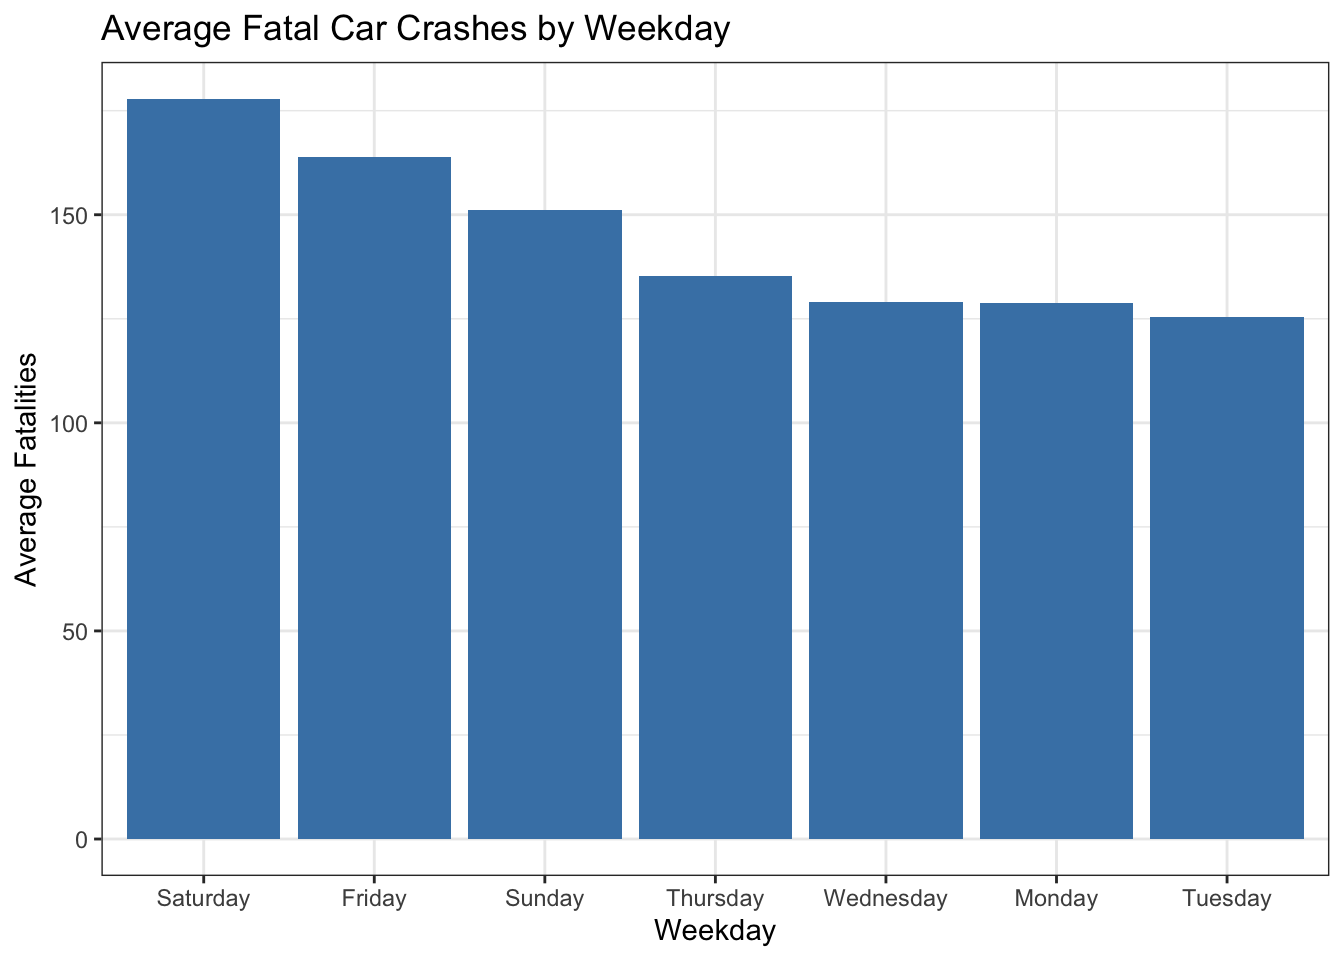 Average Fatal Car Crashes by Weekday
Average Fatalities
150
100
50
0
Saturday Friday Sunday Thursday Wednesday Monday Tuesday
Weekday